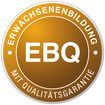 • ERWACHSENENBILDUNG •
EBQ
MIT QUALITÄTSGARANTIE